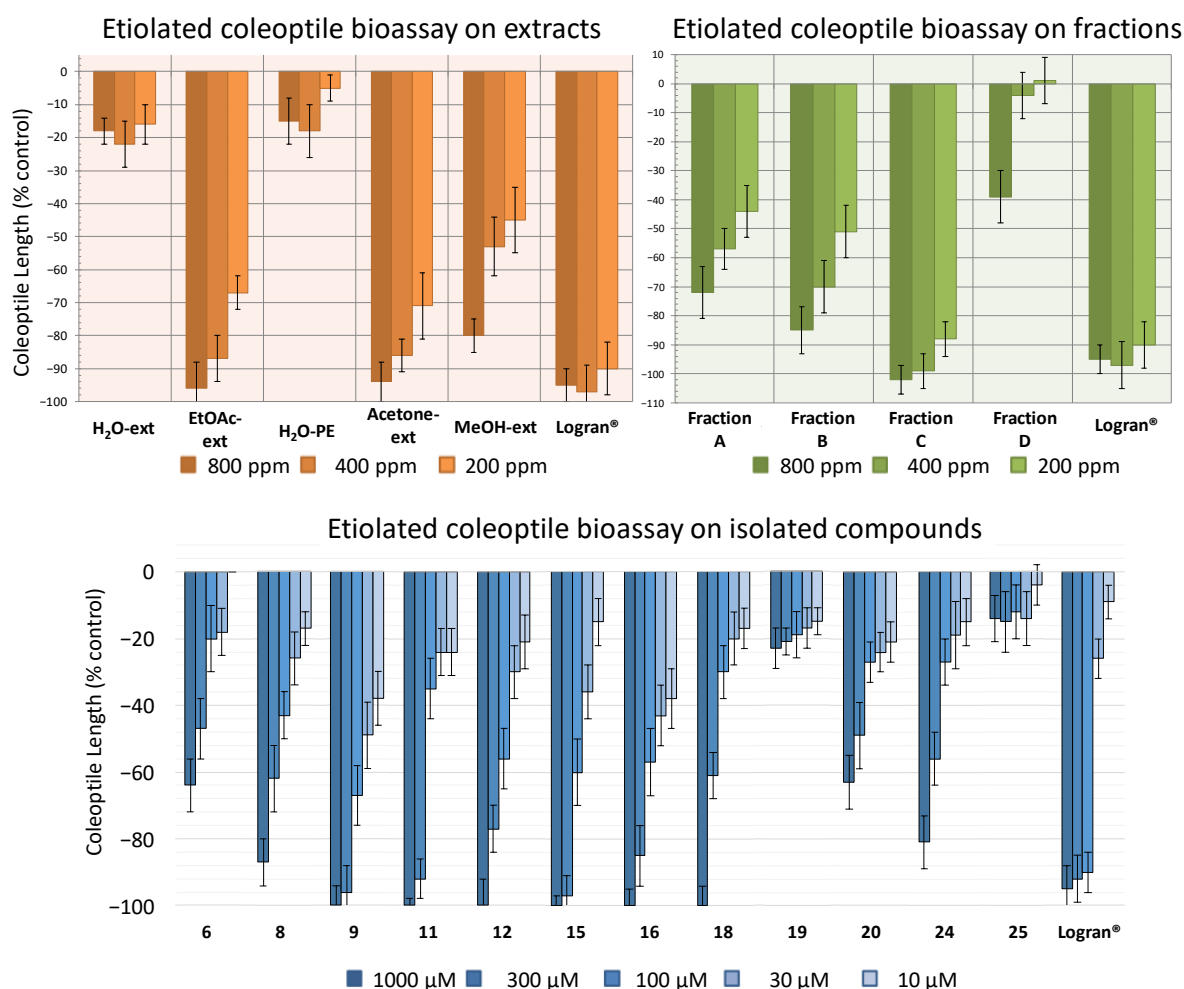 Etiolated coleoptile bioassay on extracts
Coleoptile Length (% control)
0
−10
−20
−30
−40
−50
−60
−70
−80
−90
−100
H₂O-ext EtOAc-ext H₂O-PE Acetone-ext MeOH-ext Logran®
800 ppm 400 ppm 200 ppm
Etiolated coleoptile bioassay on fractions
10
0
−10
−20
−30
−40
−50
−60
−70
−80
−90
−100
−110
Fraction A Fraction B Fraction C Fraction D Logran®
800 ppm 400 ppm 200 ppm
Etiolated coleoptile bioassay on isolated compounds
Coleoptile Length (% control)
0
−20
−40
−60
−80
−100
6 8 9 11 12 15 16 18 19 20 24 25 Logran®
1000 µM 300 µM 100 µM 30 µM 10 µM